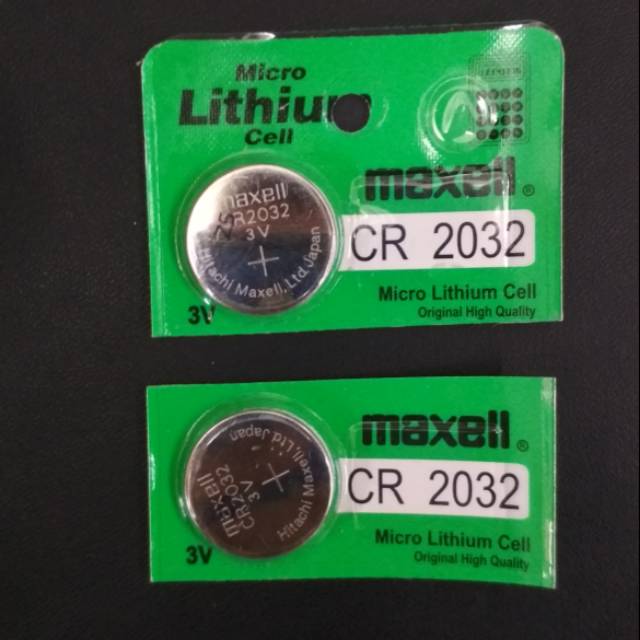 Micro
Lithium
Cell
maxell®
maxell
CR2032
3V
+
Hitachi Maxell, Ltd Japan
CR 2032
Micro Lithium Cell
3V
Original High Quality
maxell®
maxell
CR2032
3V
+
Hitachi Maxell, Ltd Japan
CR 2032
Micro Lithium Cell
3V
Original High Quality